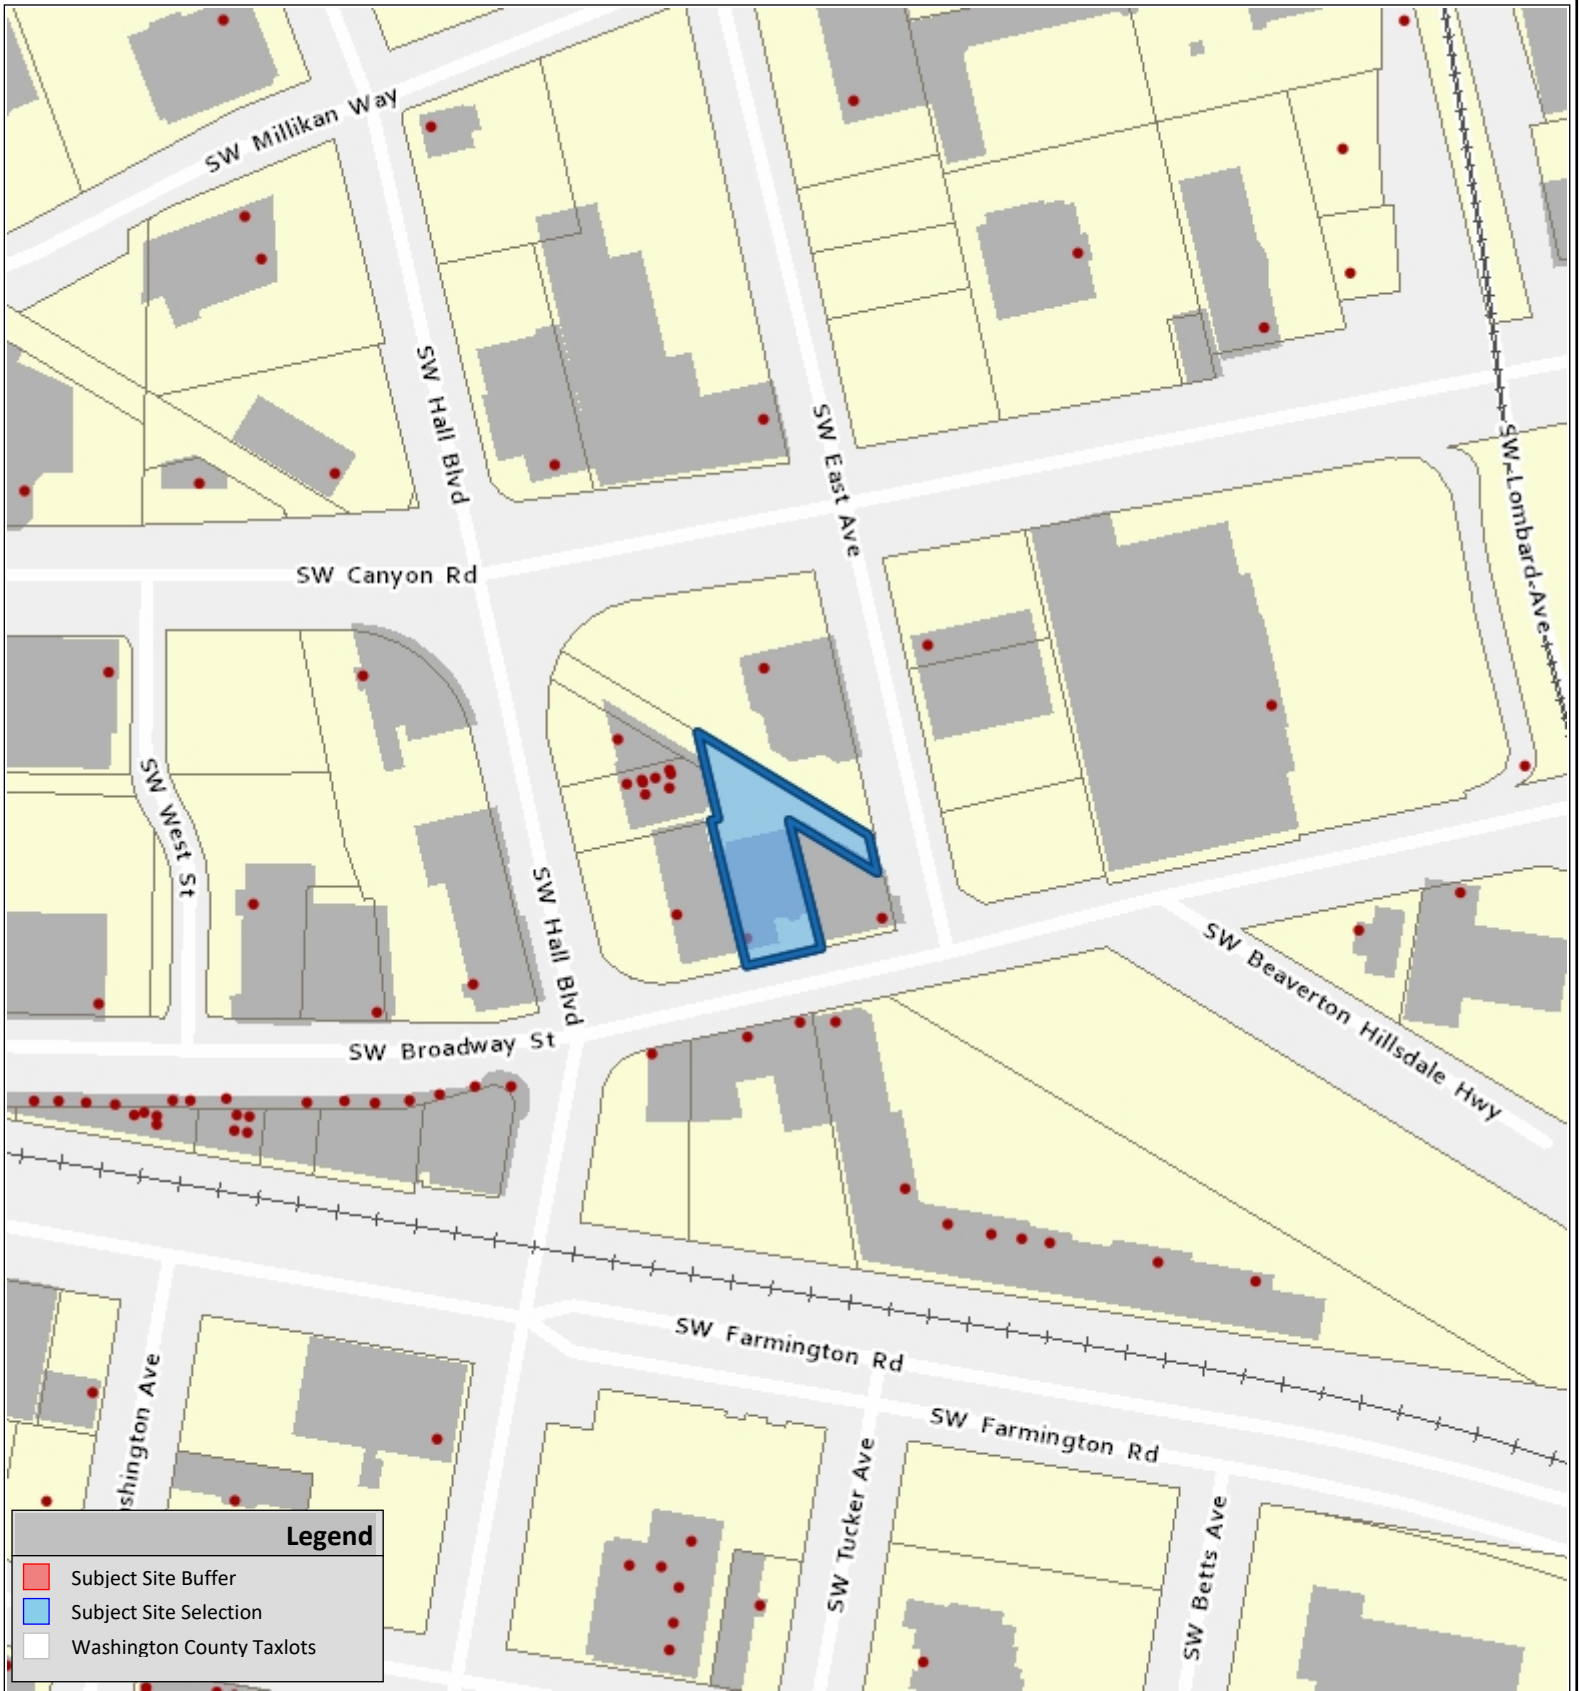 SW Millikan Way
SW Hall Blvd
SW East Ave
SW Lombard Ave
SW Canyon Rd
SW West St
SW Hall Blvd
SW Beaverton Hillsdale Hwy
SW Broadway St
SW Farmington Rd
SW Farmington Rd
shington Ave
SW Tucker Ave
SW Betts Ave
Legend
Subject Site Buffer
Subject Site Selection
Washington County Taxlots